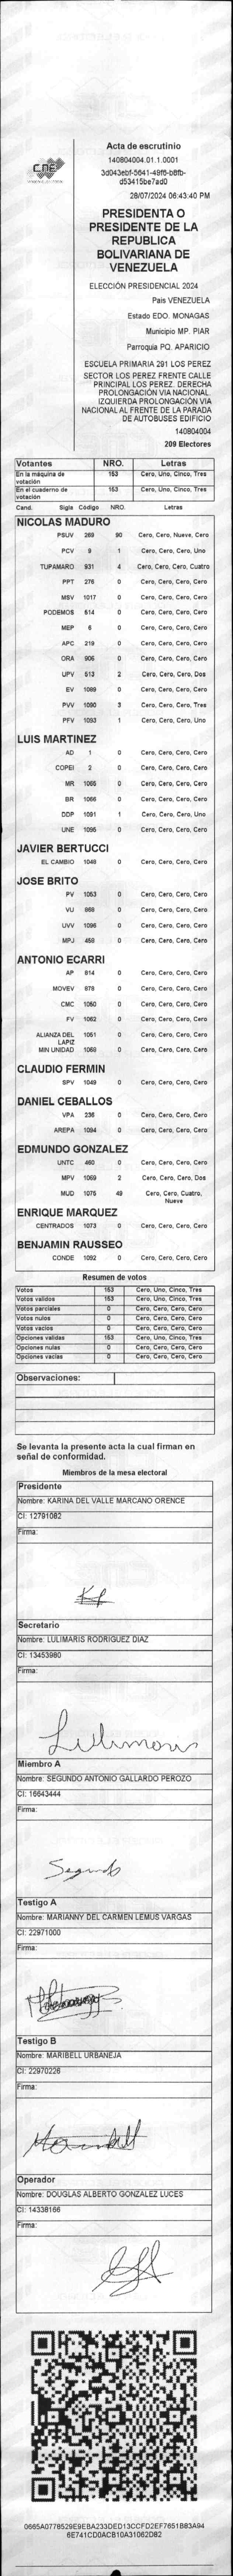 CNE
Acta de escrutinio
140804004.01.1.0001
3d043ebf-5641-49f6-b8fb-
d53415be7ad0
28/07/2024 06:43:40 PM
PRESIDENTA O
PRESIDENTE DE LA
REPUBLICA
BOLIVARIANA DE
VENEZUELA
ELECCIÓN PRESIDENCIAL 2024
Pais VENEZUELA
Estado EDO. MONAGAS
Municipio MP. PIAR
Parroquia PQ. APARICIO
ESCUELA PRIMARIA 291 LOS PEREZ
SECTOR LOS PEREZ FRENTE CALLE
PRINCIPAL LOS PEREZ. DERECHA
PROLONGACIÓN VIA NACIONAL.
IZQUIERDA PROLONGACIÓN VIA
NACIONAL AL FRENTE DE LA PARADA
DE AUTOBUSES EDIFICIO
140804004
209 Electores
Votantes NRO. Letras
En la máquina de votación 153 Cero, Uno, Cinco, Tres
En el cuaderno de votación 153 Cero, Uno, Cinco, Tres
Cand. Sigla Código NRO. Letras
NICOLAS MADURO
PSUV 269 90 Cero, Cero, Nueve, Cero
PCV 9 1 Cero, Cero, Cero, Uno
TUPAMARO 931 4 Cero, Cero, Cero, Cuatro
PPT 276 0 Cero, Cero, Cero, Cero
MSV 1017 0 Cero, Cero, Cero, Cero
PODEMOS 514 0 Cero, Cero, Cero, Cero
MEP 6 0 Cero, Cero, Cero, Cero
APC 219 0 Cero, Cero, Cero, Cero
ORA 906 0 Cero, Cero, Cero, Cero
UPV 513 2 Cero, Cero, Cero, Dos
EV 1089 0 Cero, Cero, Cero, Cero
PVV 1090 3 Cero, Cero, Cero, Tres
PFV 1093 1 Cero, Cero, Cero, Uno
LUIS MARTINEZ
AD 1 0 Cero, Cero, Cero, Cero
COPEI 2 0 Cero, Cero, Cero, Cero
MR 1065 0 Cero, Cero, Cero, Cero
BR 1066 0 Cero, Cero, Cero, Cero
DDP 1091 1 Cero, Cero, Cero, Uno
UNE 1095 0 Cero, Cero, Cero, Cero
JAVIER BERTUCCI
EL CAMBIO 1048 0 Cero, Cero, Cero, Cero
JOSE BRITO
PV 1053 0 Cero, Cero, Cero, Cero
VU 868 0 Cero, Cero, Cero, Cero
UVV 1096 0 Cero, Cero, Cero, Cero
MPJ 458 0 Cero, Cero, Cero, Cero
ANTONIO ECARRI
AP 814 0 Cero, Cero, Cero, Cero
MOVEV 878 0 Cero, Cero, Cero, Cero
CMC 1050 0 Cero, Cero, Cero, Cero
FV 1062 0 Cero, Cero, Cero, Cero
ALIANZA DEL LAPIZ 1051 0 Cero, Cero, Cero, Cero
MIN UNIDAD 1068 0 Cero, Cero, Cero, Cero
CLAUDIO FERMIN
SPV 1049 0 Cero, Cero, Cero, Cero
DANIEL CEBALLOS
VPA 236 0 Cero, Cero, Cero, Cero
AREPA 1094 0 Cero, Cero, Cero, Cero
EDMUNDO GONZALEZ
UNTC 460 0 Cero, Cero, Cero, Cero
MPV 1069 2 Cero, Cero, Cero, Dos
MUD 1075 49 Cero, Cero, Cuatro, Nueve
ENRIQUE MARQUEZ
CENTRADOS 1073 0 Cero, Cero, Cero, Cero
BENJAMIN RAUSSEO
CONDE 1092 0 Cero, Cero, Cero, Cero
Resumen de votos
Votos 153 Cero, Uno, Cinco, Tres
Votos validos 153 Cero, Uno, Cinco, Tres
Votos parciales 0 Cero, Cero, Cero, Cero
Votos nulos 0 Cero, Cero, Cero, Cero
Votos vacios 0 Cero, Cero, Cero, Cero
Opciones validas 153 Cero, Uno, Cinco, Tres
Opciones nulas 0 Cero, Cero, Cero, Cero
Opciones vacias 0 Cero, Cero, Cero, Cero
Observaciones:
Se levanta la presente acta la cual firman en
señal de conformidad.
Miembros de la mesa electoral
Presidente
Nombre: KARINA DEL VALLE MARCANO ORENCE
CI: 12791082
Firma:
Secretario
Nombre: LULIMARIS RODRIGUEZ DIAZ
CI: 13453980
Firma:
Miembro A
Nombre: SEGUNDO ANTONIO GALLARDO PEROZO
CI: 16643444
Firma:
Segundo
Testigo A
Nombre: MARIANNY DEL CARMEN LEMUS VARGAS
CI: 22971000
Firma:
Testigo B
Nombre: MARIBELL URBANEJA
CI: 22970226
Firma:
Operador
Nombre: DOUGLAS ALBERTO GONZALEZ LUCES
CI: 14338166
Firma:
0665A0778529E9EBA233DED13CCFD2EF7651B83A94
6E741CD0ACB10A31062D82